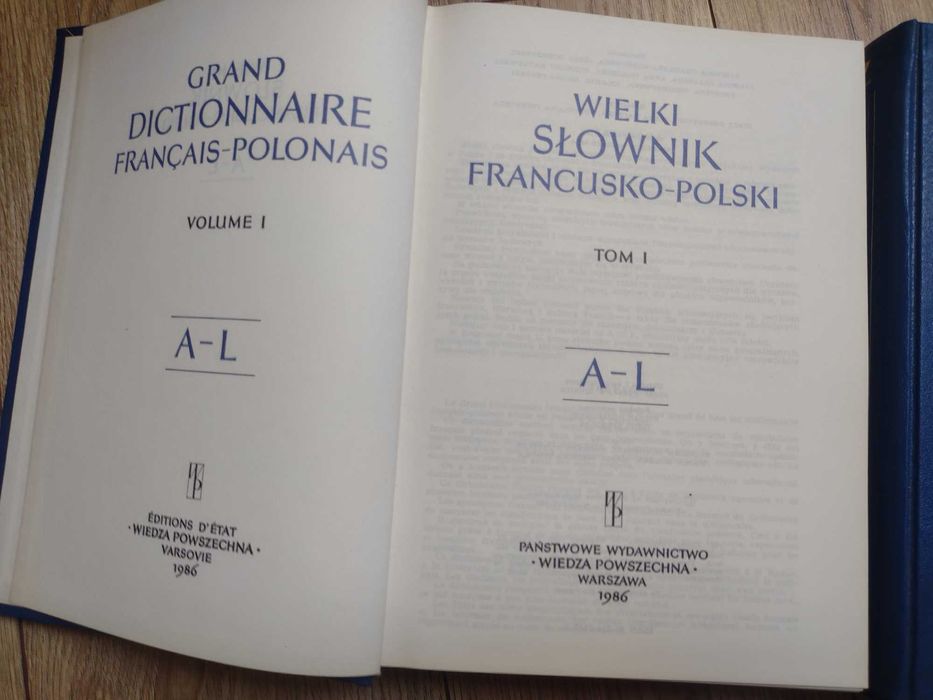 GRAND
DICTIONNAIRE
FRANÇAIS-POLONAIS
VOLUME I
A-L
ÉDITIONS D'ÉTAT
·WIEDZA POWSZECHNA·
VARSOVIE
1986
WIELKI
SŁOWNIK
FRANCUSKO-POLSKI
TOM I
A-L
PAŃSTWOWE WYDAWNICTWO
·WIEDZA POWSZECHNA·
WARSZAWA
1986